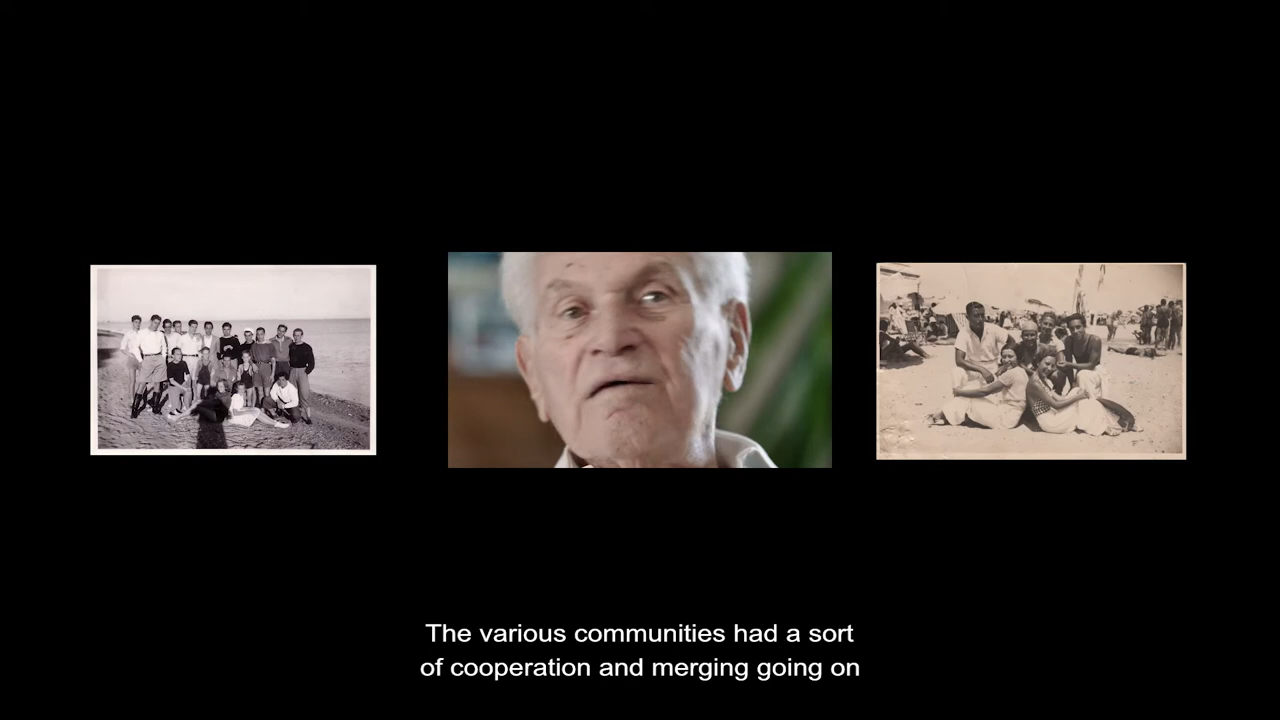 The various communities had a sort
of cooperation and merging going on